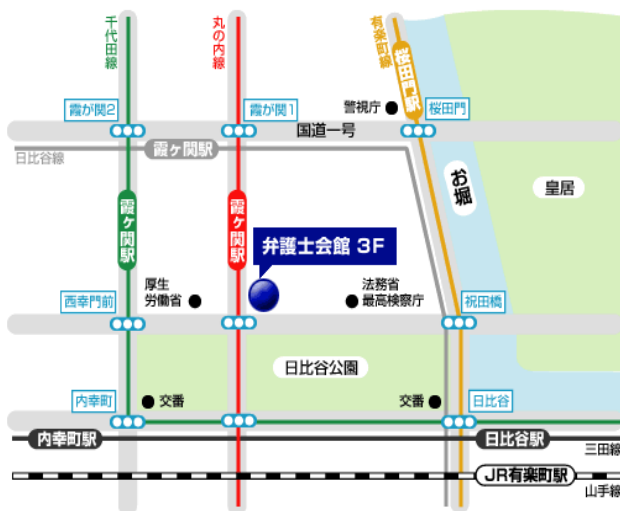 千代田線
丸の内線
有楽町線
桜田門駅
霞が関2
霞が関1
警視庁
桜田門
国道一号
日比谷線
霞ヶ関駅
お堀
皇居
霞ヶ関駅
霞ヶ関駅
弁護士会館 3F
厚生
労働省
法務省
最高検察庁
西幸門前
祝田橋
日比谷公園
内幸町
交番
交番
日比谷
内幸町駅
日比谷駅
三田線
JR有楽町駅
山手線